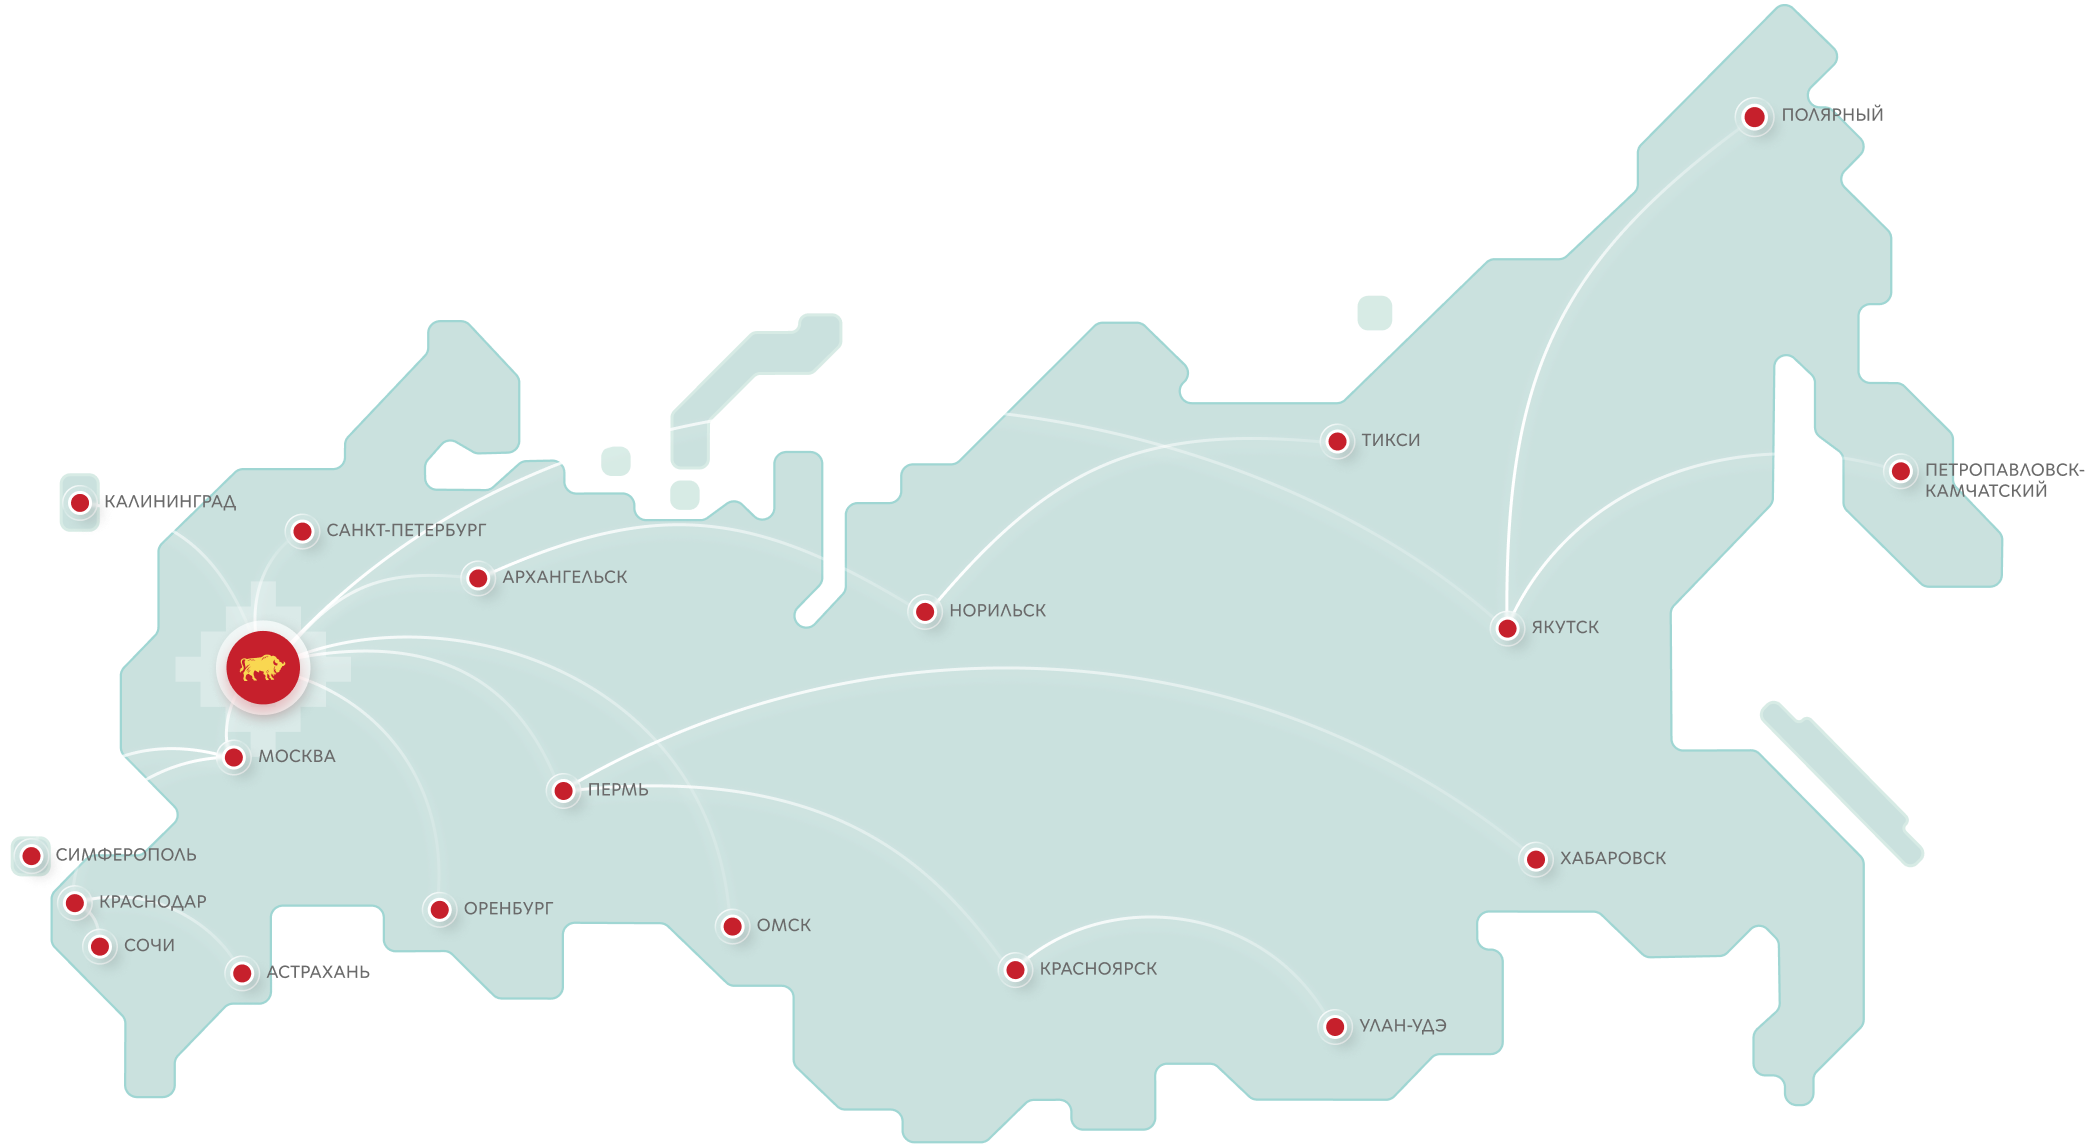 ПОЛЯРНЫЙ
ТИКСИ
ПЕТРОПАВЛОВСК-
КАМЧАТСКИЙ
КАЛИНИНГРАД
САНКТ-ПЕТЕРБУРГ
АРХАНГЕЛЬСК
НОРИЛЬСК
ЯКУТСК
МОСКВА
ПЕРМЬ
СИМФЕРОПОЛЬ
ХАБАРОВСК
КРАСНОДАР
ОРЕНБУРГ
ОМСК
СОЧИ
АСТРАХАНЬ
КРАСНОЯРСК
УЛАН-УДЭ